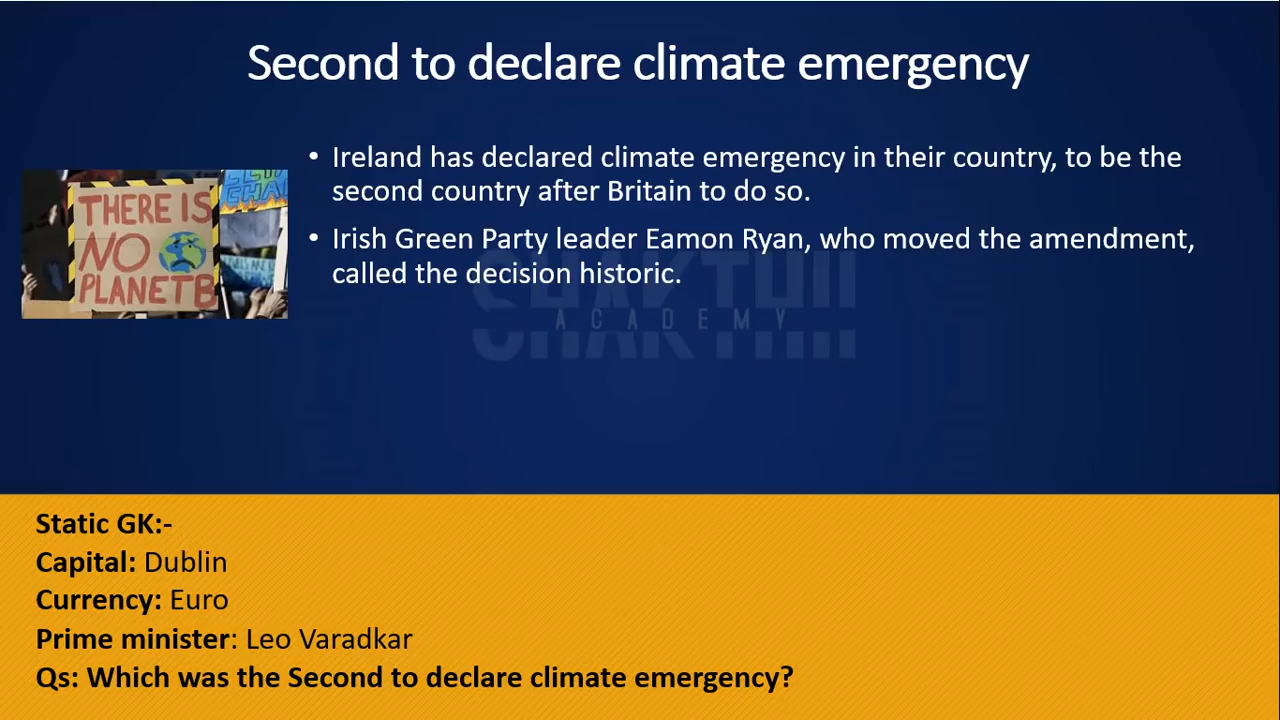 Second to declare climate emergency
• Ireland has declared climate emergency in their country, to be the
second country after Britain to do so.
• Irish Green Party leader Eamon Ryan, who moved the amendment,
called the decision historic.
THERE IS
NO
PLANET B
ACADEMY
Static GK:-
Capital: Dublin
Currency: Euro
Prime minister: Leo Varadkar
Qs: Which was the Second to declare climate emergency?